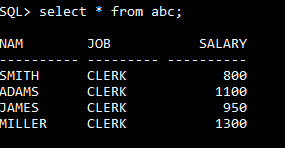 SQL> select * from abc;
NAM        JOB           SALARY
---------- --------- ----------
SMITH      CLERK            800
ADAMS      CLERK           1100
JAMES      CLERK            950
MILLER     CLERK           1300